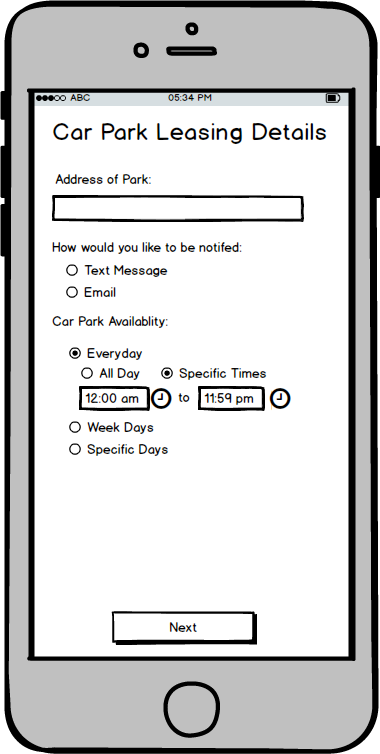 ABC 05:34 PM
Car Park Leasing Details
Address of Park:
How would you like to be notifed:
Text Message
Email
Car Park Availablity:
Everyday
All Day Specific Times
12:00 am to 11:59 pm
Week Days
Specific Days
Next